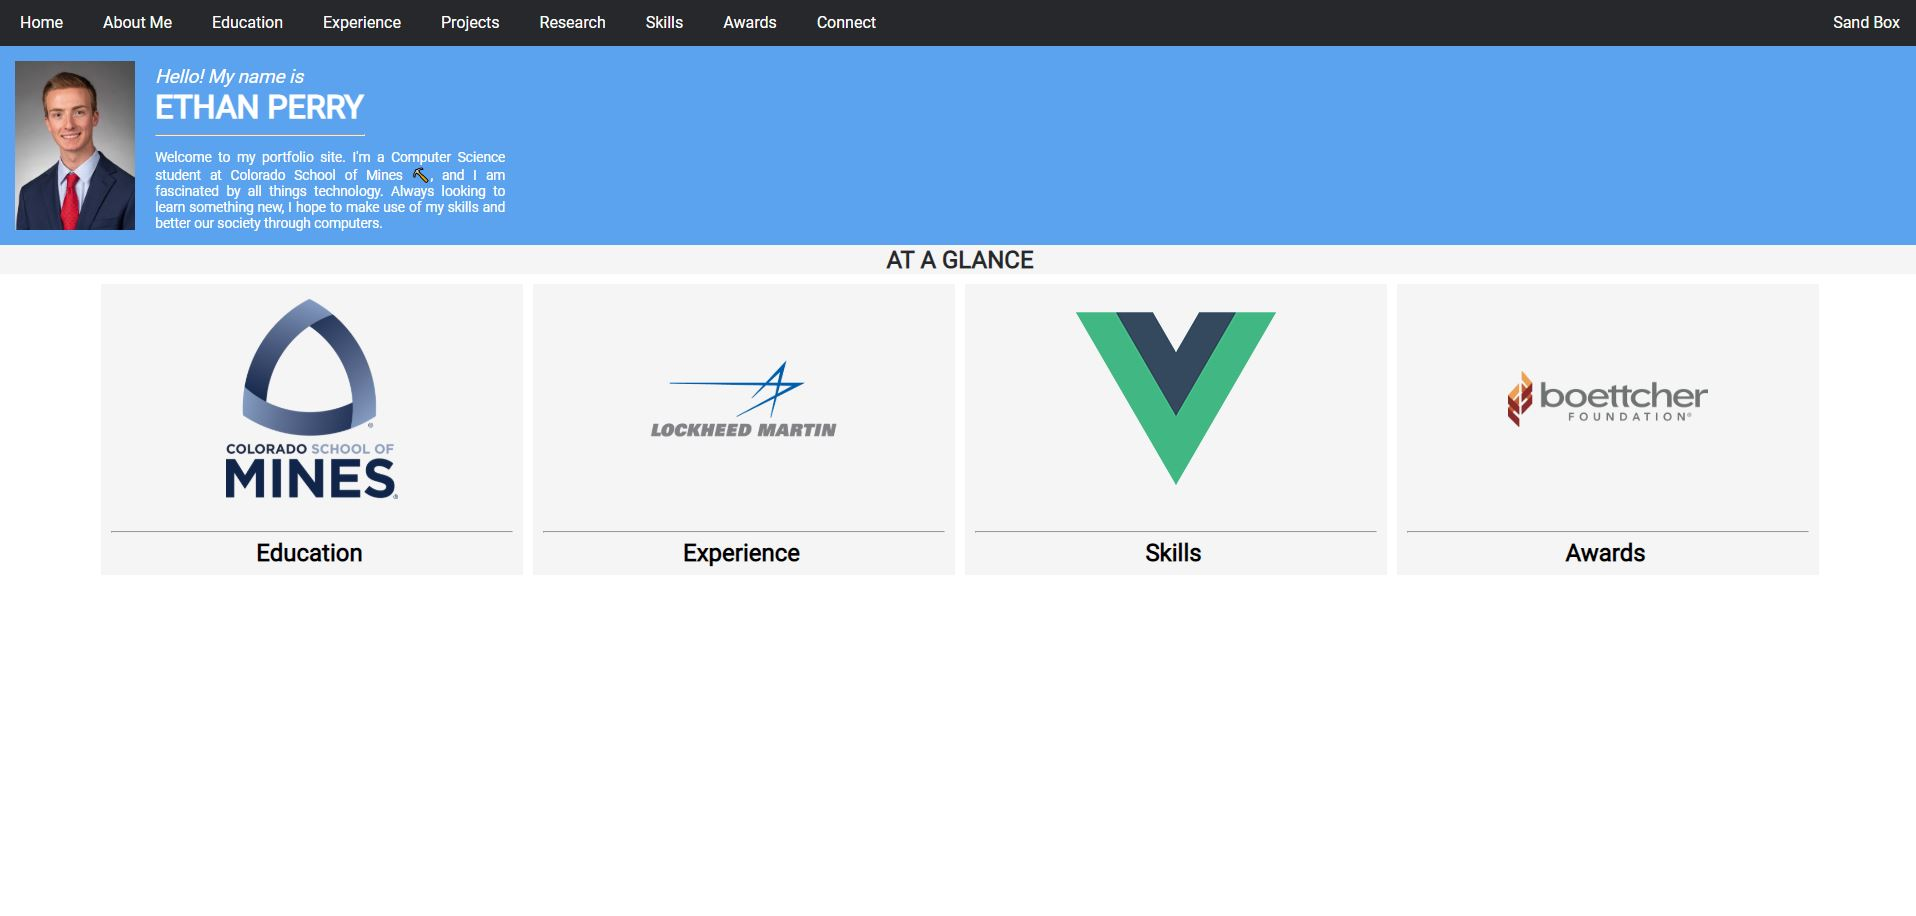 Home About Me Education Experience Projects Research Skills Awards Connect Sand Box
Hello! My name is
ETHAN PERRY
Welcome to my portfolio site. I'm a Computer Science
student at Colorado School of Mines ⛏, and I am
fascinated by all things technology. Always looking to
learn something new, I hope to make use of my skills and
better our society through computers.
AT A GLANCE
COLORADO SCHOOL OF
MINES®
Education
LOCKHEED MARTIN
Experience
Skills
boettcher
FOUNDATION®
Awards